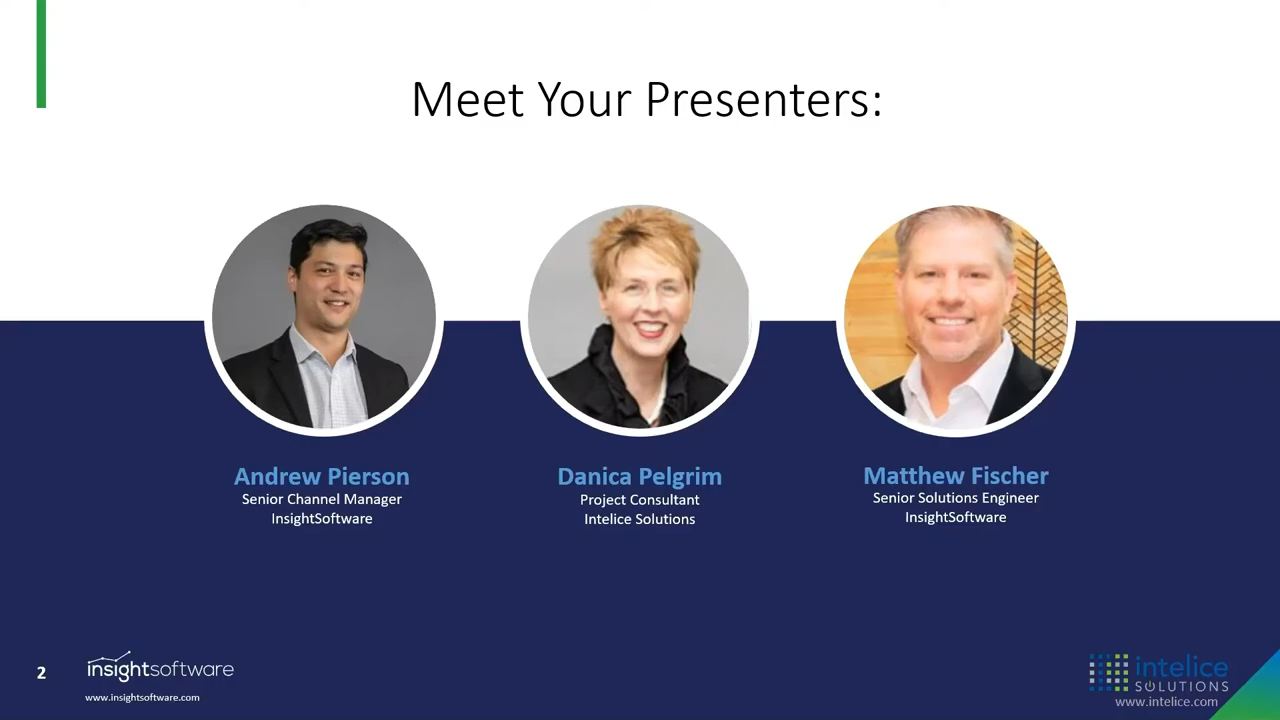 Meet Your Presenters:
Andrew Pierson
Senior Channel Manager
InsightSoftware
Danica Pelgrim
Project Consultant
Intelice Solutions
Matthew Fischer
Senior Solutions Engineer
InsightSoftware
2
insightsoftware
www.insightsoftware.com
intelice
SOLUTIONS
www.intelice.com